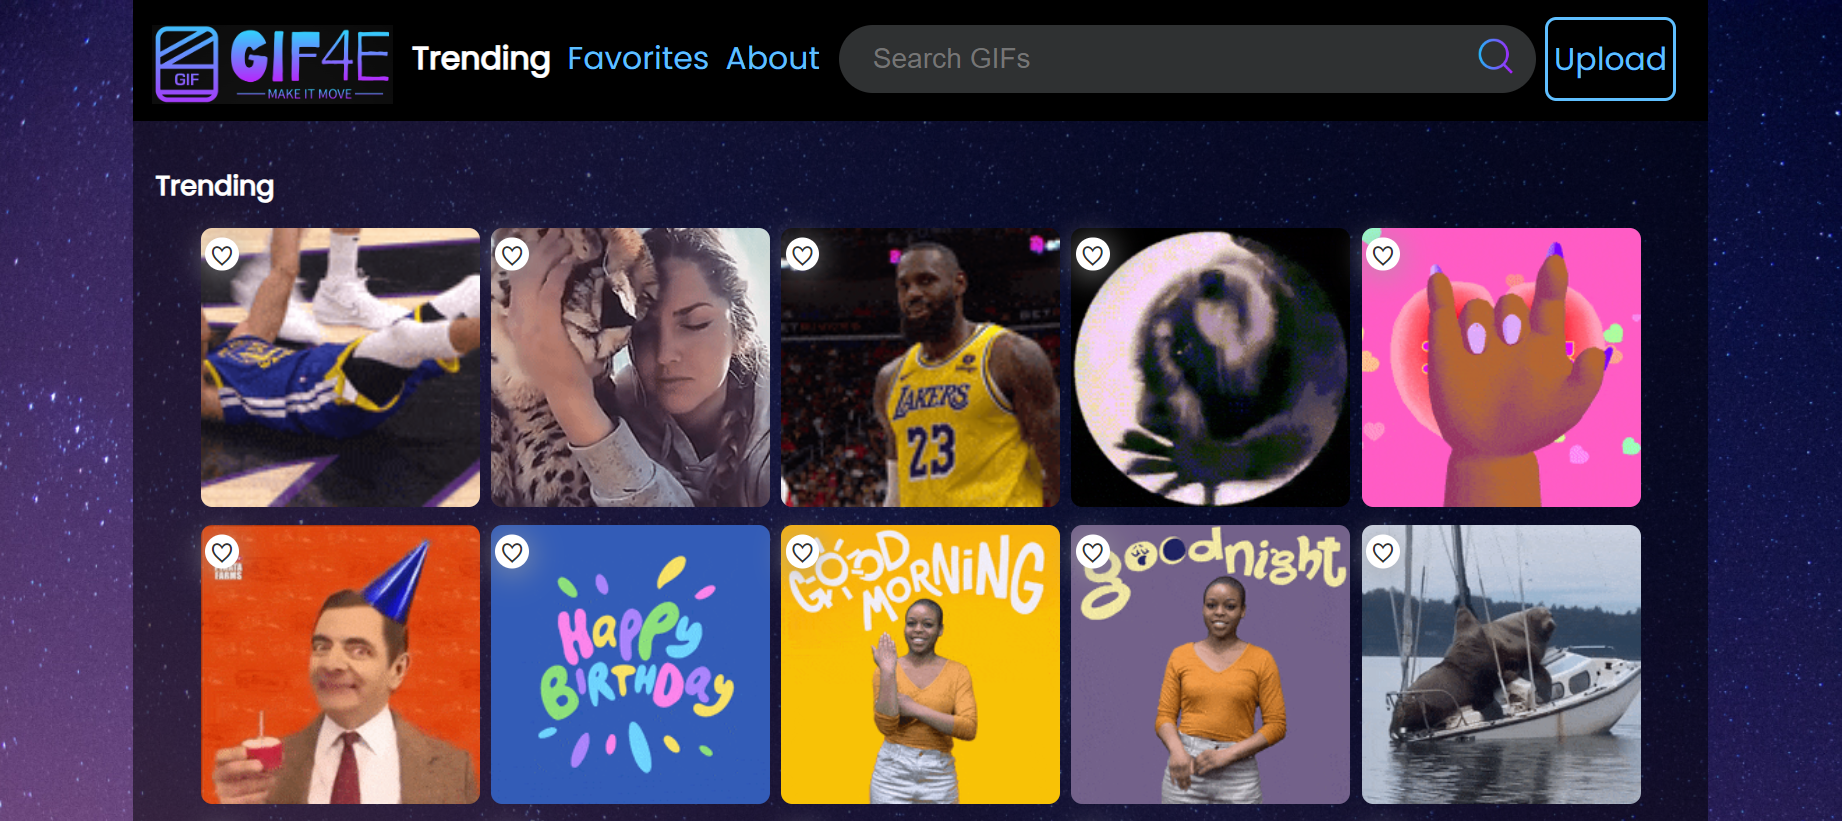 GIF
GIF4E
MAKE IT MOVE
Trending
Favorites
About
Search GIFs
Upload
Trending
LAKERS
23
FARMS
HAPPY
BIRTHDAY
GOOD
MORNING
goodnight